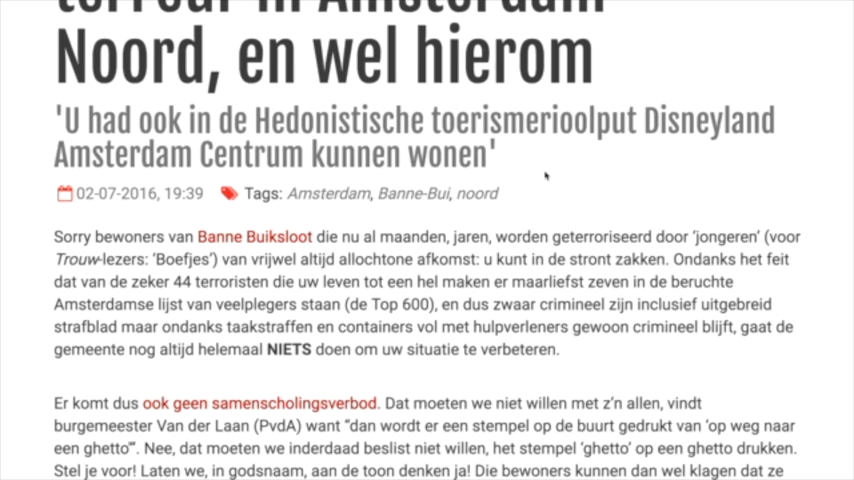 terreur in Amsterdam
Noord, en wel hierom
'U had ook in de Hedonistische toerismerioolput Disneyland
Amsterdam Centrum kunnen wonen'
02-07-2016, 19:39 Tags: Amsterdam, Banne-Bui, noord
Sorry bewoners van Banne Buiksloot die nu al maanden, jaren, worden geterroriseerd door ‘jongeren’ (voor
Trouw-lezers: ‘Boefjes’) van vrijwel altijd allochtone afkomst: u kunt in de stront zakken. Ondanks het feit
dat van de zeker 44 terroristen die uw leven tot een hel maken er maarliefst zeven in de beruchte
Amsterdamse lijst van veelplegers staan (de Top 600), en dus zwaar crimineel zijn inclusief uitgebreid
strafblad maar ondanks taakstraffen en containers vol met hulpverleners gewoon crimineel blijft, gaat de
gemeente nog altijd helemaal NIETS doen om uw situatie te verbeteren.
Er komt dus ook geen samenscholingsverbod. Dat moeten we niet willen met z’n allen, vindt
burgemeester Van der Laan (PvdA) want “dan wordt er een stempel op de buurt gedrukt van ‘op weg naar
een ghetto’”. Nee, dat moeten we inderdaad beslist niet willen, het stempel ‘ghetto’ op een ghetto drukken.
Stel je voor! Laten we, in godsnaam, aan de toon denken ja! Die bewoners kunnen dan wel klagen dat ze